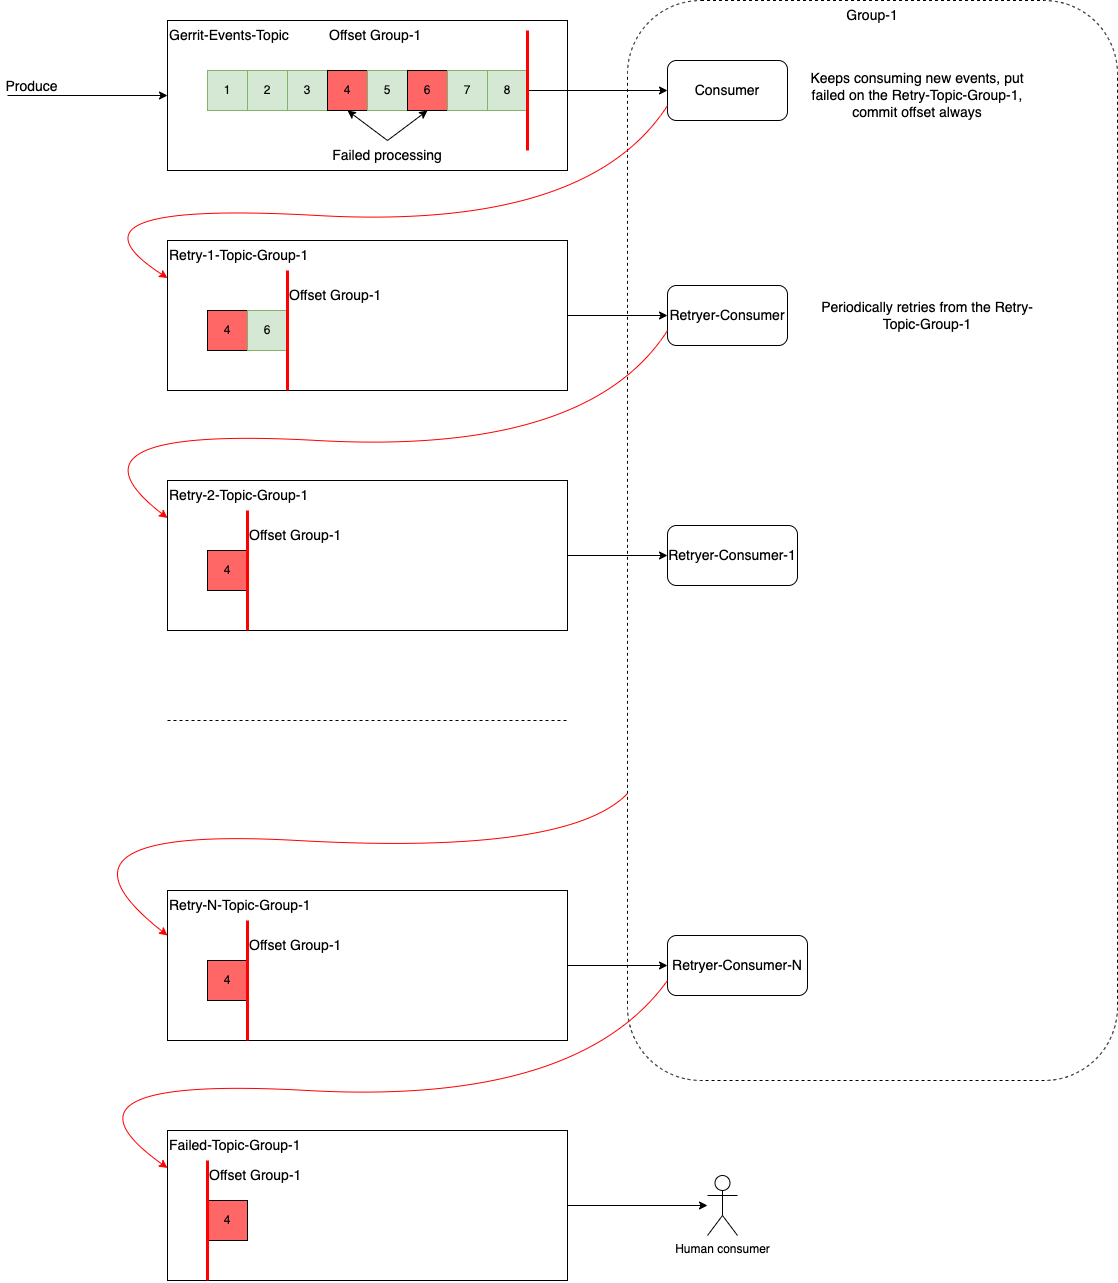 Group-1
Gerrit-Events-Topic
Offset Group-1
Produce
1 2 3 4 5 6 7 8
Failed processing
Consumer
Keeps consuming new events, put
failed on the Retry-Topic-Group-1,
commit offset always
Retry-1-Topic-Group-1
Offset Group-1
4 6
Retryer-Consumer
Periodically retries from the Retry-
Topic-Group-1
Retry-2-Topic-Group-1
Offset Group-1
4
Retryer-Consumer-1
Retry-N-Topic-Group-1
Offset Group-1
4
Retryer-Consumer-N
Failed-Topic-Group-1
Offset Group-1
4
Human consumer